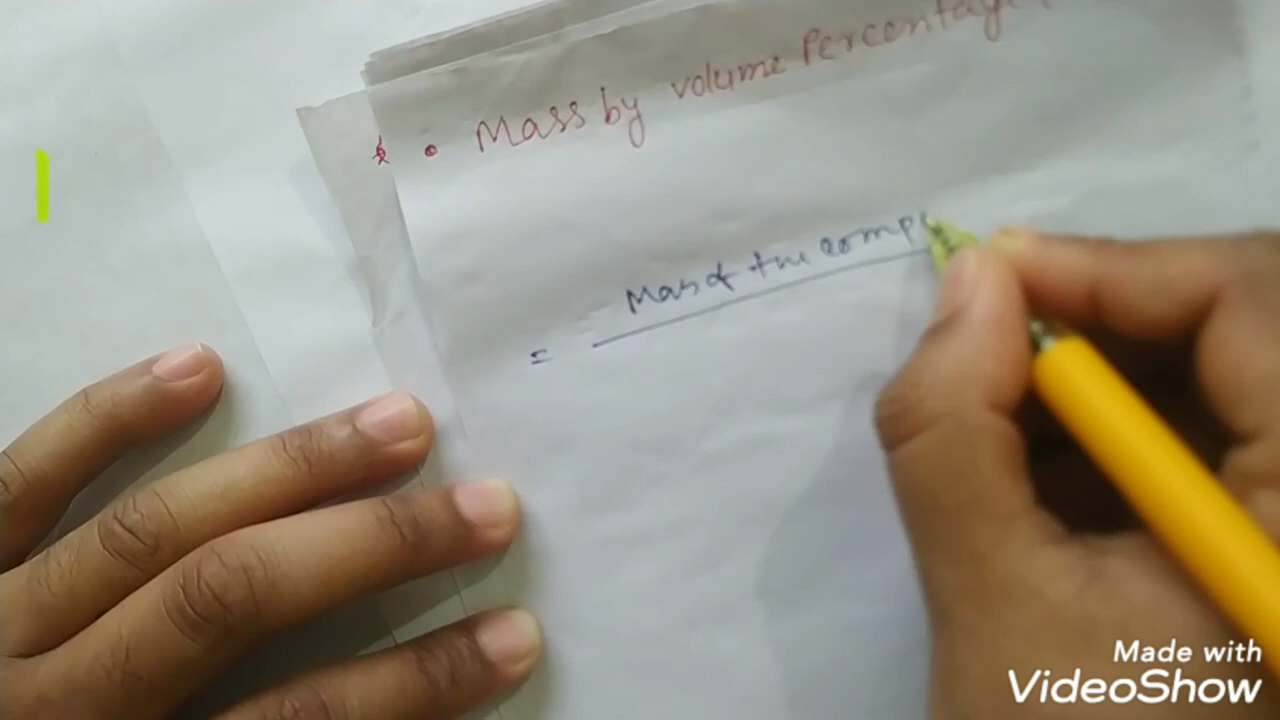 • Mass by volume Percentage
Mass of the comp
=
Made with
VideoShow